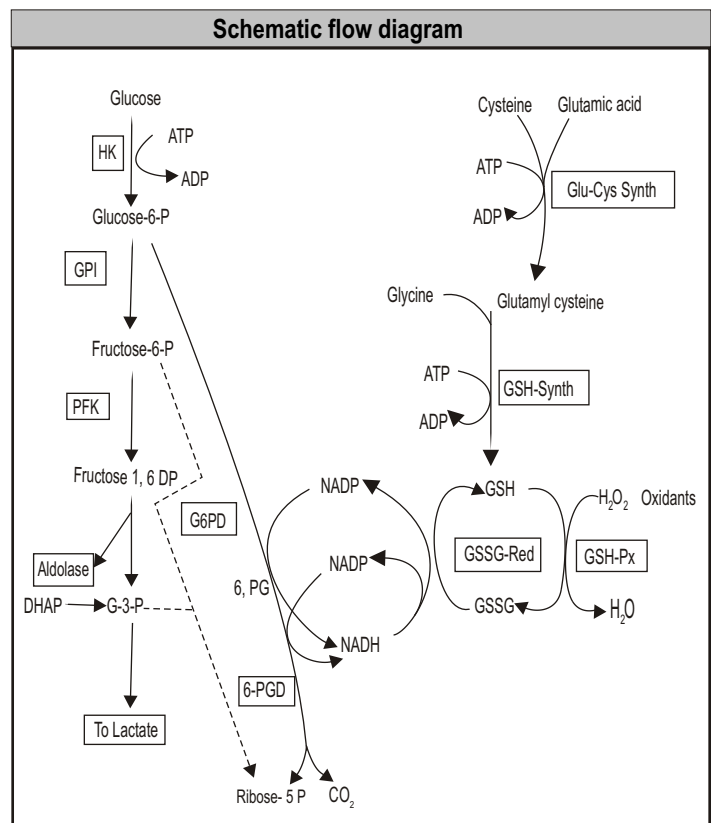 Schematic flow diagram
Glucose
HK
ATP
ADP
Glucose-6-P
GPI
Fructose-6-P
PFK
Fructose 1, 6 DP
Aldolase
DHAP
G-3-P
To Lactate
G6PD
6, PG
6-PGD
Ribose- 5 P
CO₂
NADP
NADP
NADH
Cysteine
Glutamic acid
ATP
ADP
Glu-Cys Synth
Glycine
Glutamyl cysteine
ATP
ADP
GSH-Synth
GSH
H₂O₂ Oxidants
GSSG-Red
GSH-Px
GSSG
H₂O